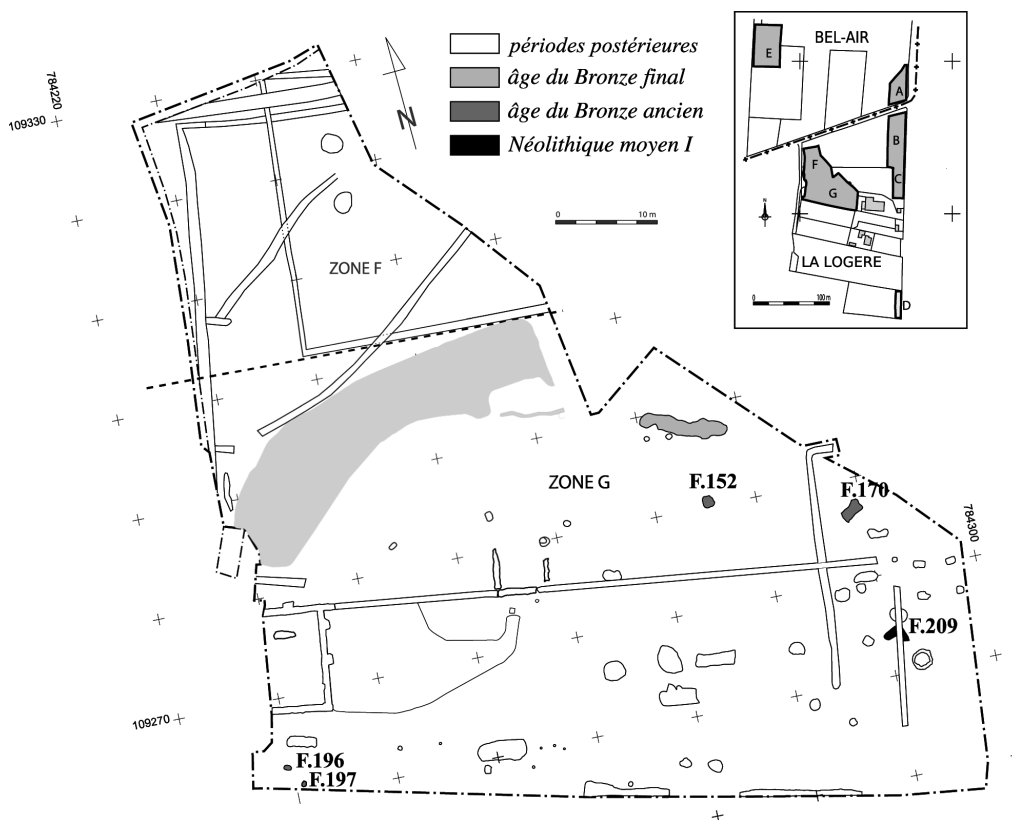 périodes postérieures
âge du Bronze final
âge du Bronze ancien
Néolithique moyen I
N
0 10 m
784220
109330
ZONE F
ZONE G
F.152
F.170
784300
F.209
109270
F.196
F.197
BEL-AIR
E
A
B
C
F
G
N
LA LOGERE
D
0 100 m